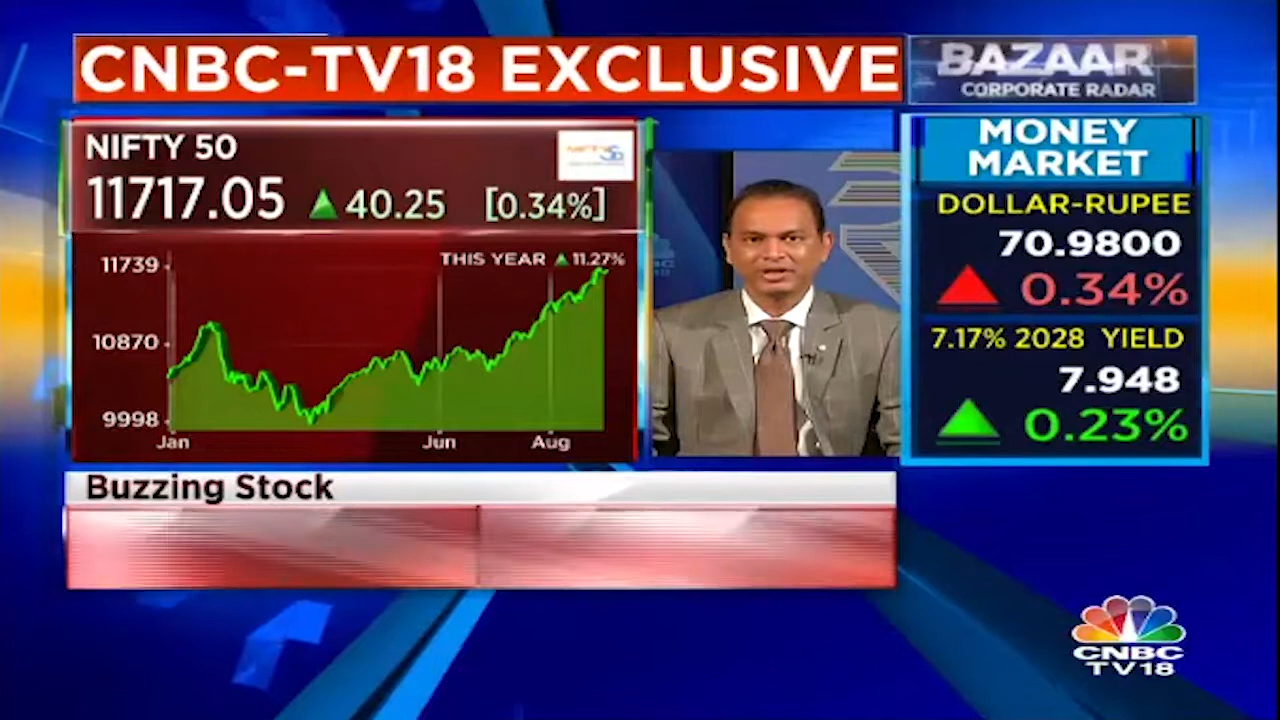 CNBC-TV18 EXCLUSIVE
BAZAAR
CORPORATE RADAR
NIFTY 50
11717.05 ▲ 40.25 [0.34%]
THIS YEAR ▲ 11.27%
11739
10870
9998
Jan Jun Aug
MONEY
MARKET
DOLLAR-RUPEE
70.9800
▲ 0.34%
7.17% 2028 YIELD
7.948
▲ 0.23%
Buzzing Stock
CNBC
TV18